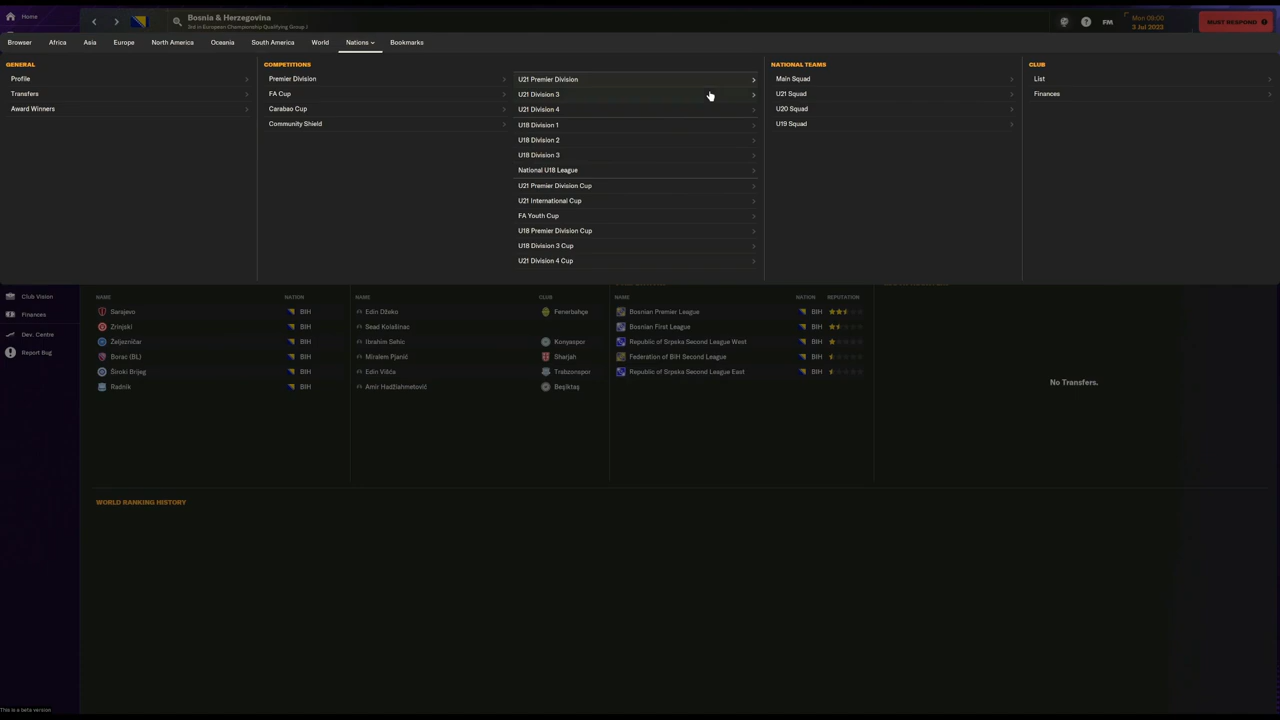 Home
Bosnia & Herzegovina
3rd in European Championship Qualifying Group J
FM
Mon 09:00
3 Jul 2023
MUST RESPOND
Browser
Africa
Asia
Europe
North America
Oceania
South America
World
Nations
Bookmarks
GENERAL
Profile
Transfers
Award Winners
COMPETITIONS
Premier Division
FA Cup
Carabao Cup
Community Shield
U21 Premier Division
U21 Division 3
U21 Division 4
U18 Division 1
U18 Division 2
U18 Division 3
National U18 League
U21 Premier Division Cup
U21 International Cup
FA Youth Cup
U18 Premier Division Cup
U18 Division 3 Cup
U21 Division 4 Cup
NATIONAL TEAMS
Main Squad
U21 Squad
U20 Squad
U19 Squad
CLUB
List
Finances
Club Vision
Finances
Dev. Centre
Report Bug
NAME NATION
Sarajevo BIH
Zrinjski BIH
Željezničar BIH
Borac (BL) BIH
Široki Brijeg BIH
Radnik BIH
NAME CLUB
Edin Džeko Fenerbahçe
Sead Kolašinac
Ibrahim Šehić Konyaspor
Miralem Pjanić Sharjah
Edin Višća Trabzonspor
Amir Hadžiahmetović Beşiktaş
NAME NATION REPUTATION
Bosnian Premier League BIH
Bosnian First League BIH
Republic of Srpska Second League West BIH
Federation of BIH Second League BIH
Republic of Srpska Second League East BIH
No Transfers.
WORLD RANKING HISTORY
This is a beta version